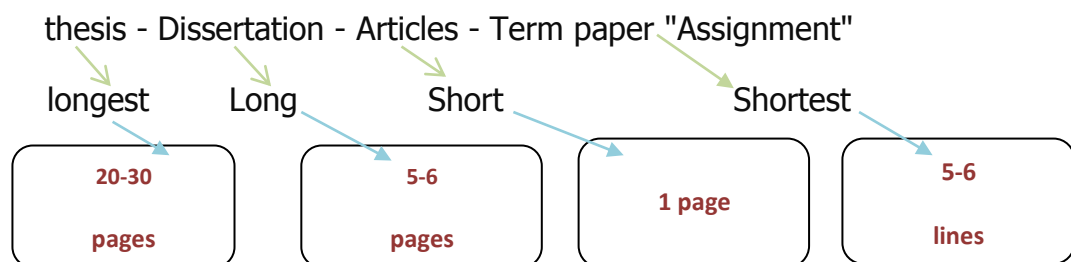 thesis - Dissertation - Articles - Term paper "Assignment"
longest Long Short Shortest
20-30 5-6 5-6
1 page
pages pages lines